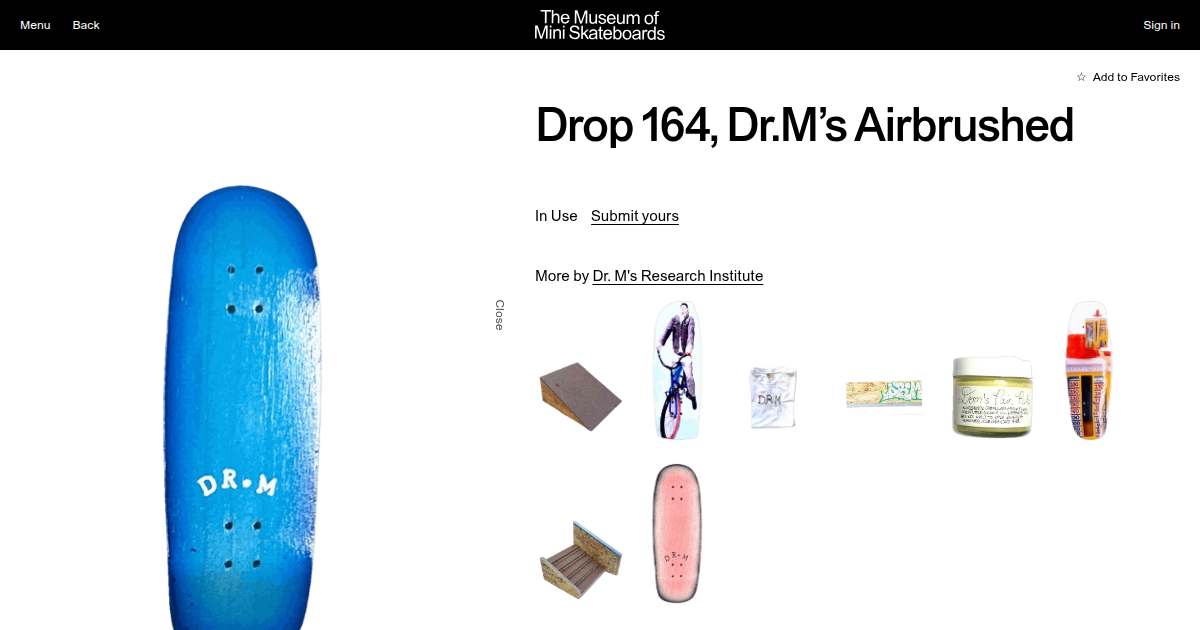 Menu
Back
The Museum of
Mini Skateboards
Sign in
☆ Add to Favorites
Drop 164, Dr.M’s Airbrushed
In Use Submit yours
More by Dr. M's Research Institute
Close
DR•M
DRM
DR•M